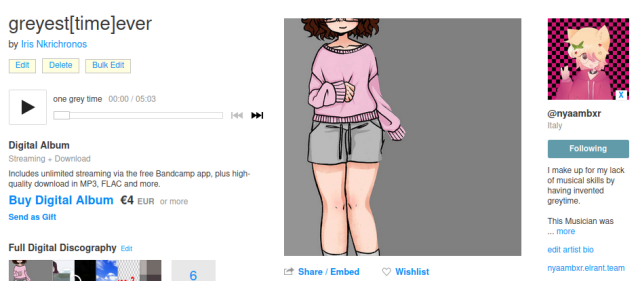 greyest[time]ever
by Iris Nkrichronos
Edit
Delete
Bulk Edit
one grey time 00:00 / 05:03
Digital Album
Streaming + Download
Includes unlimited streaming via the free Bandcamp app, plus high-
quality download in MP3, FLAC and more.
Buy Digital Album €4 EUR or more
Send as Gift
Full Digital Discography Edit
6
Share / Embed
Wishlist
X
@nyaambxr
Italy
Following
I make up for my lack
of musical skills by
having invented
greytime.
This Musician was
... more
edit artist bio
nyaambxr.elrant.team